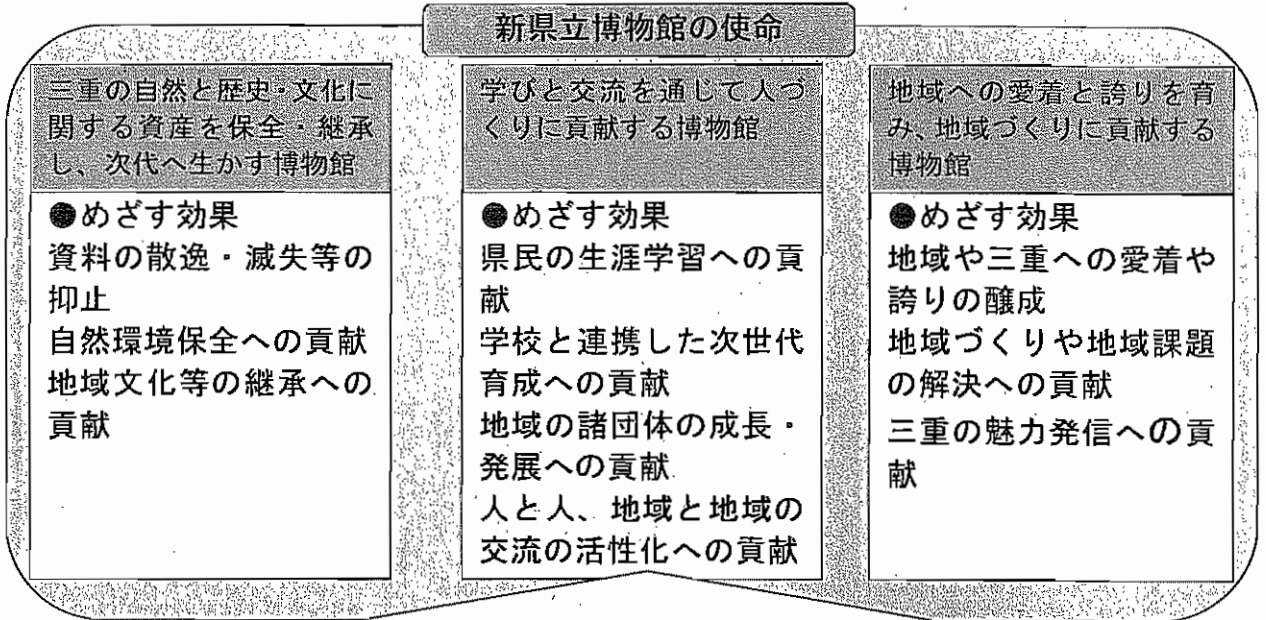 新県立博物館の使命
三重の自然と歴史・文化に
関する資産を保全・継承
し、次代へ生かす博物館
●めざす効果
資料の散逸・滅失等の
抑止
自然環境保全への貢献
地域文化等の継承への
貢献
学びと交流を通じて人づ
くりに貢献する博物館
●めざす効果
県民の生涯学習への貢
献
学校と連携した次世代
育成への貢献
地域の諸団体の成長・
発展への貢献
人と人、地域と地域の
交流の活性化への貢献
地域への愛着と誇りを育
み、地域づくりに貢献する
博物館
●めざす効果
地域や三重への愛着や
誇りの醸成
地域づくりや地域課題
の解決への貢献
三重の魅力発信への貢
献